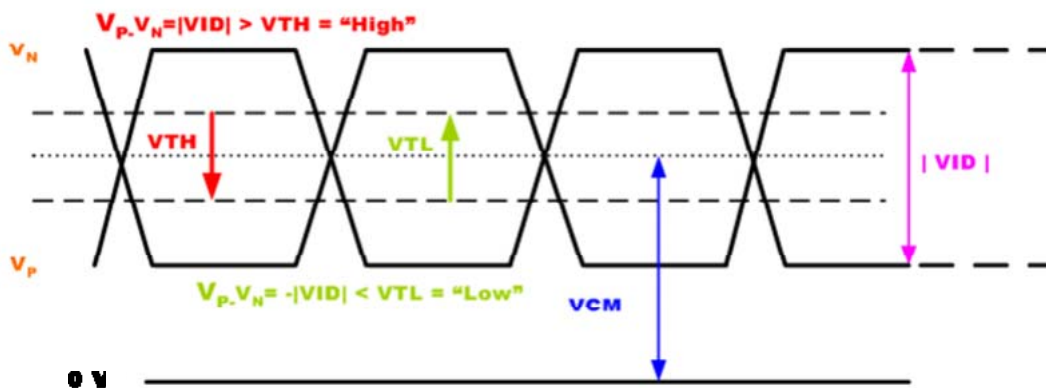 VP-VN=|VID| > VTH = “High”
VN
VTH
VTL
| VID |
VP
VP-VN= -|VID| < VTL = “Low”
VCM
0 V